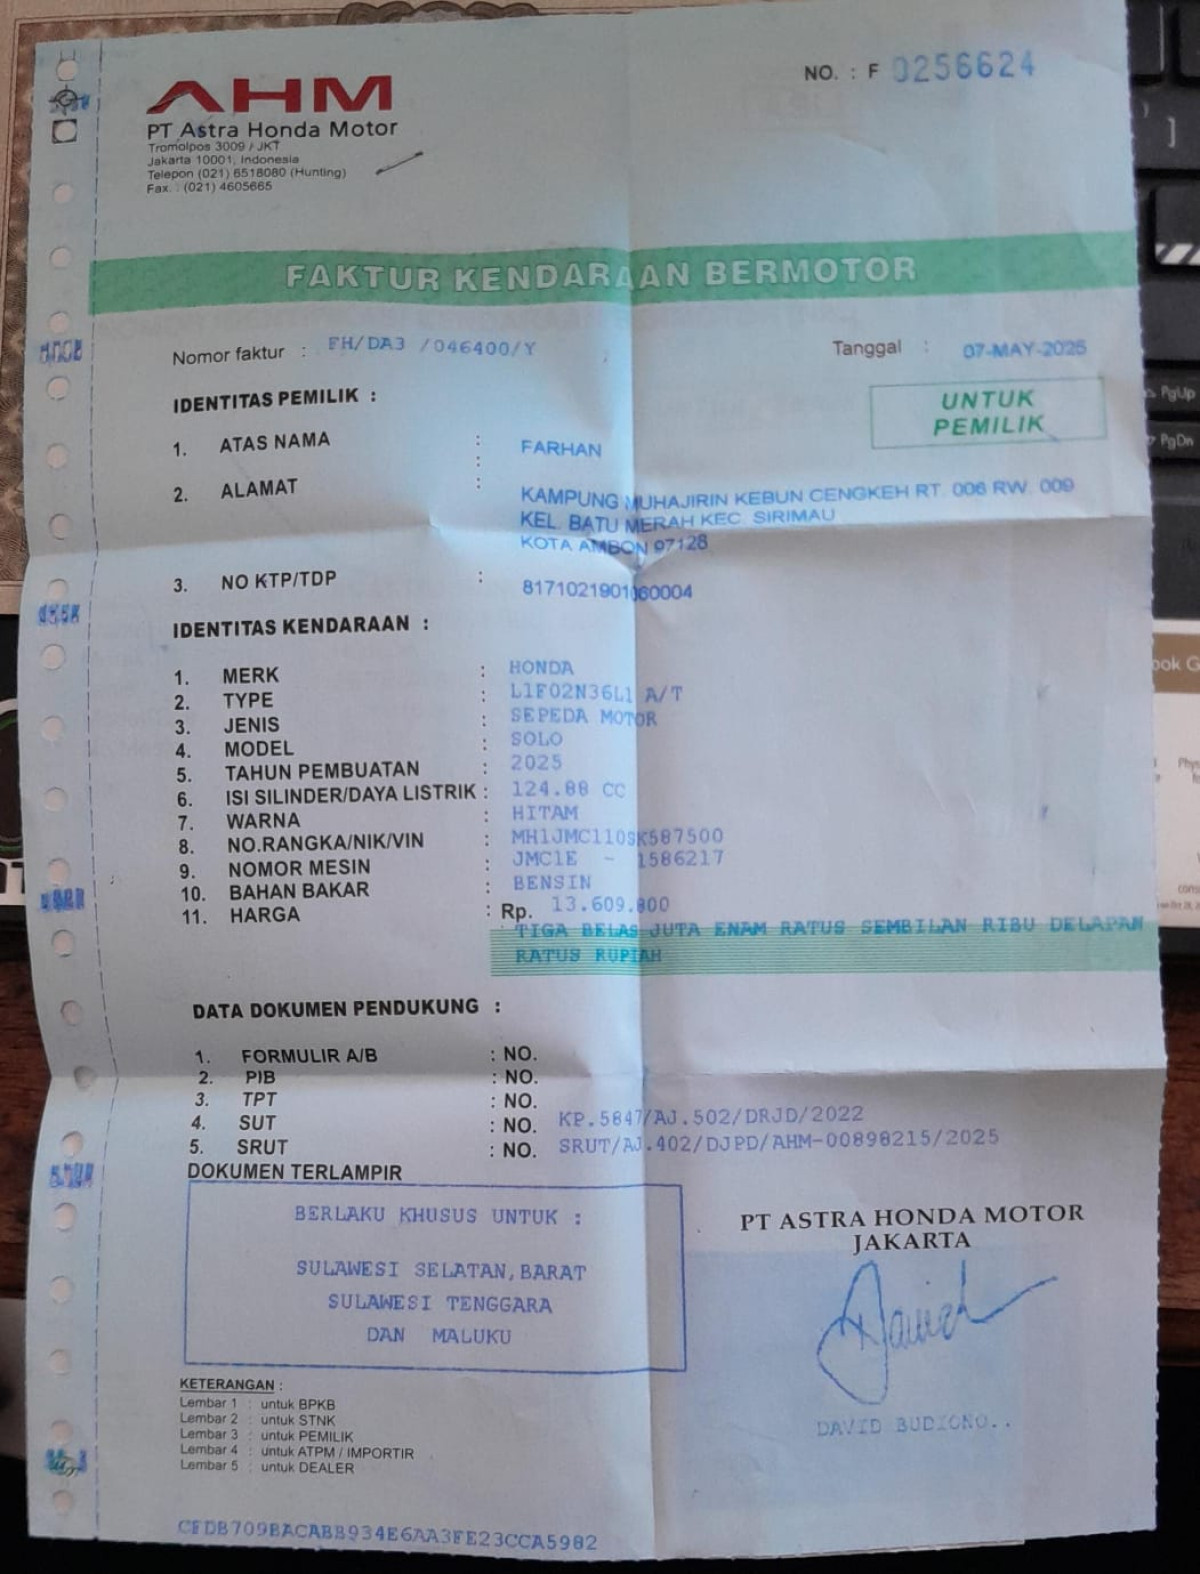 AHM
PT Astra Honda Motor
Tromolpos 3009 / JKT
Jakarta 10001, Indonesia
Telepon (021) 6518080 (Hunting)
Fax. : (021) 4605665
NO. : F 0256624
FAKTUR KENDARAAN BERMOTOR
Nomor faktur : FH/DA3 /046400/Y
Tanggal : 07-MAY-2025
UNTUK
PEMILIK
IDENTITAS PEMILIK :
1. ATAS NAMA : FARHAN
:
2. ALAMAT : KAMPUNG MUHAJIRIN KEBUN CENGKEH RT. 006 RW. 009
KEL. BATU MERAH KEC. SIRIMAU
KOTA AMBON 97128
3. NO KTP/TDP : 8171021901060004
IDENTITAS KENDARAAN :
1. MERK : HONDA
2. TYPE : L1F02N36L1 A/T
3. JENIS : SEPEDA MOTOR
4. MODEL : SOLO
5. TAHUN PEMBUATAN : 2025
6. ISI SILINDER/DAYA LISTRIK : 124.88 CC
7. WARNA : HITAM
8. NO.RANGKA/NIK/VIN : MH1JMC110SK587500
9. NOMOR MESIN : JMC1E - 1586217
10. BAHAN BAKAR : BENSIN
11. HARGA : Rp. 13.609.800
TIGA BELAS JUTA ENAM RATUS SEMBILAN RIBU DELAPAN
RATUS RUPIAH
DATA DOKUMEN PENDUKUNG :
1. FORMULIR A/B : NO.
2. PIB : NO.
3. TPT : NO.
4. SUT : NO. KP.5847/AJ.502/DRJD/2022
5. SRUT : NO. SRUT/AJ.402/DJPD/AHM-00898215/2025
DOKUMEN TERLAMPIR
BERLAKU KHUSUS UNTUK :
SULAWESI SELATAN,BARAT
SULAWESI TENGGARA
DAN MALUKU
PT ASTRA HONDA MOTOR
JAKARTA
David
DAVID BUDIONO..
KETERANGAN :
Lembar 1 : untuk BPKB
Lembar 2 : untuk STNK
Lembar 3 : untuk PEMILIK
Lembar 4 : untuk ATPM / IMPORTIR
Lembar 5 : untuk DEALER
CFDB709BACABB934E6AA3FE23CCA5982
]
PgUp
PgDn